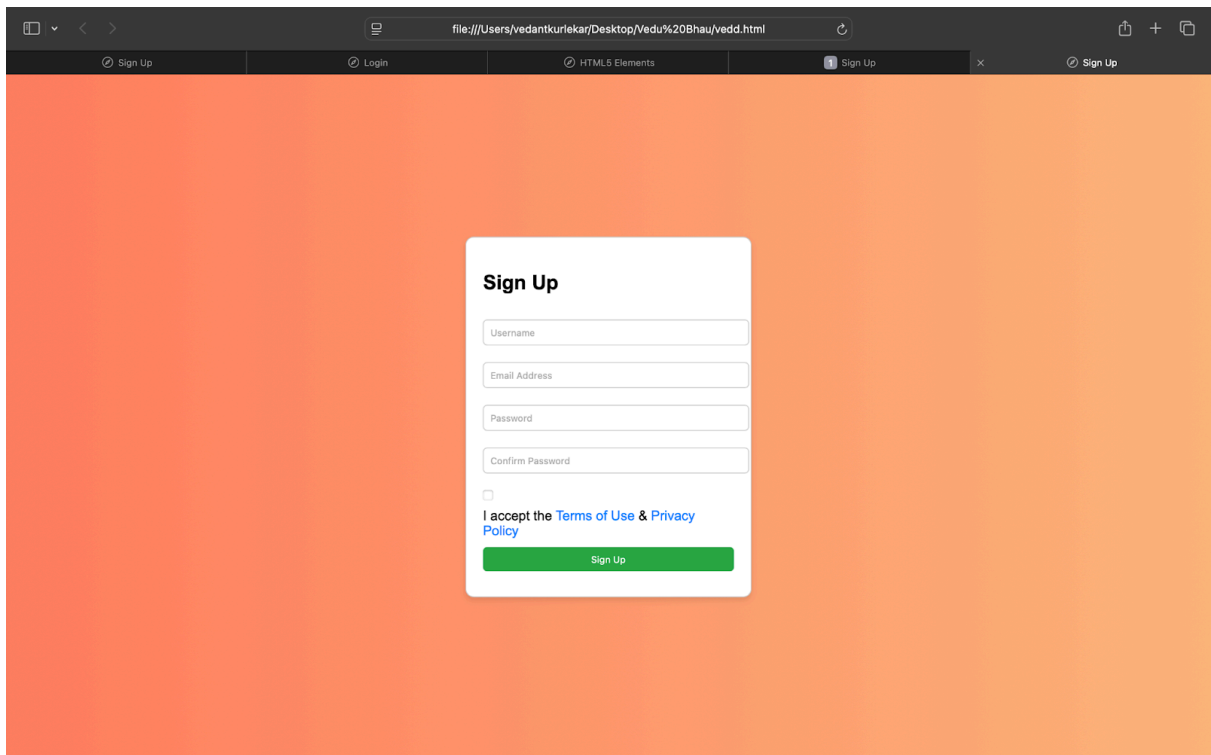 file:///Users/vedantkurlekar/Desktop/Vedu%20Bhau/vedd.html
Sign Up
Login
HTML5 Elements
1 Sign Up
Sign Up
Sign Up
Username
Email Address
Password
Confirm Password
I accept the Terms of Use & Privacy
Policy
Sign Up